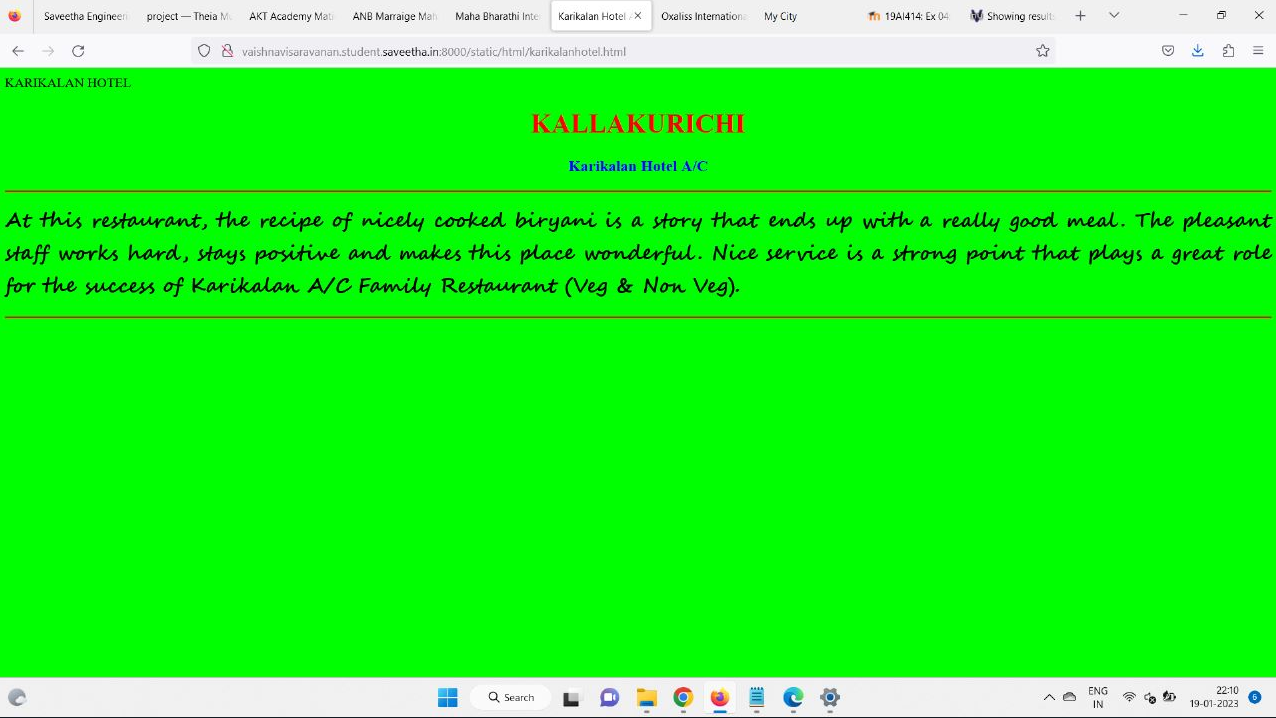 Saveetha Engineeri
project — Theia M
AKT Academy Mat
ANB Marraige Mah
Maha Bharathi Inte
Karikalan Hotel
Oxaliss Internationa
My City
19AI414: Ex 04
Showing results
vaishnavisaravanan.student.saveetha.in:8000/static/html/karikalanhotel.html
KARIKALAN HOTEL
KALLAKURICHI
Karikalan Hotel A/C
At this restaurant, the recipe of nicely cooked biryani is a story that ends up with a really good meal. The pleasant
staff works hard, stays positive and makes this place wonderful. Nice service is a strong point that plays a great role
for the success of Karikalan A/C Family Restaurant (Veg & Non Veg).
Search
ENG
IN
22:10
19-01-2023
5